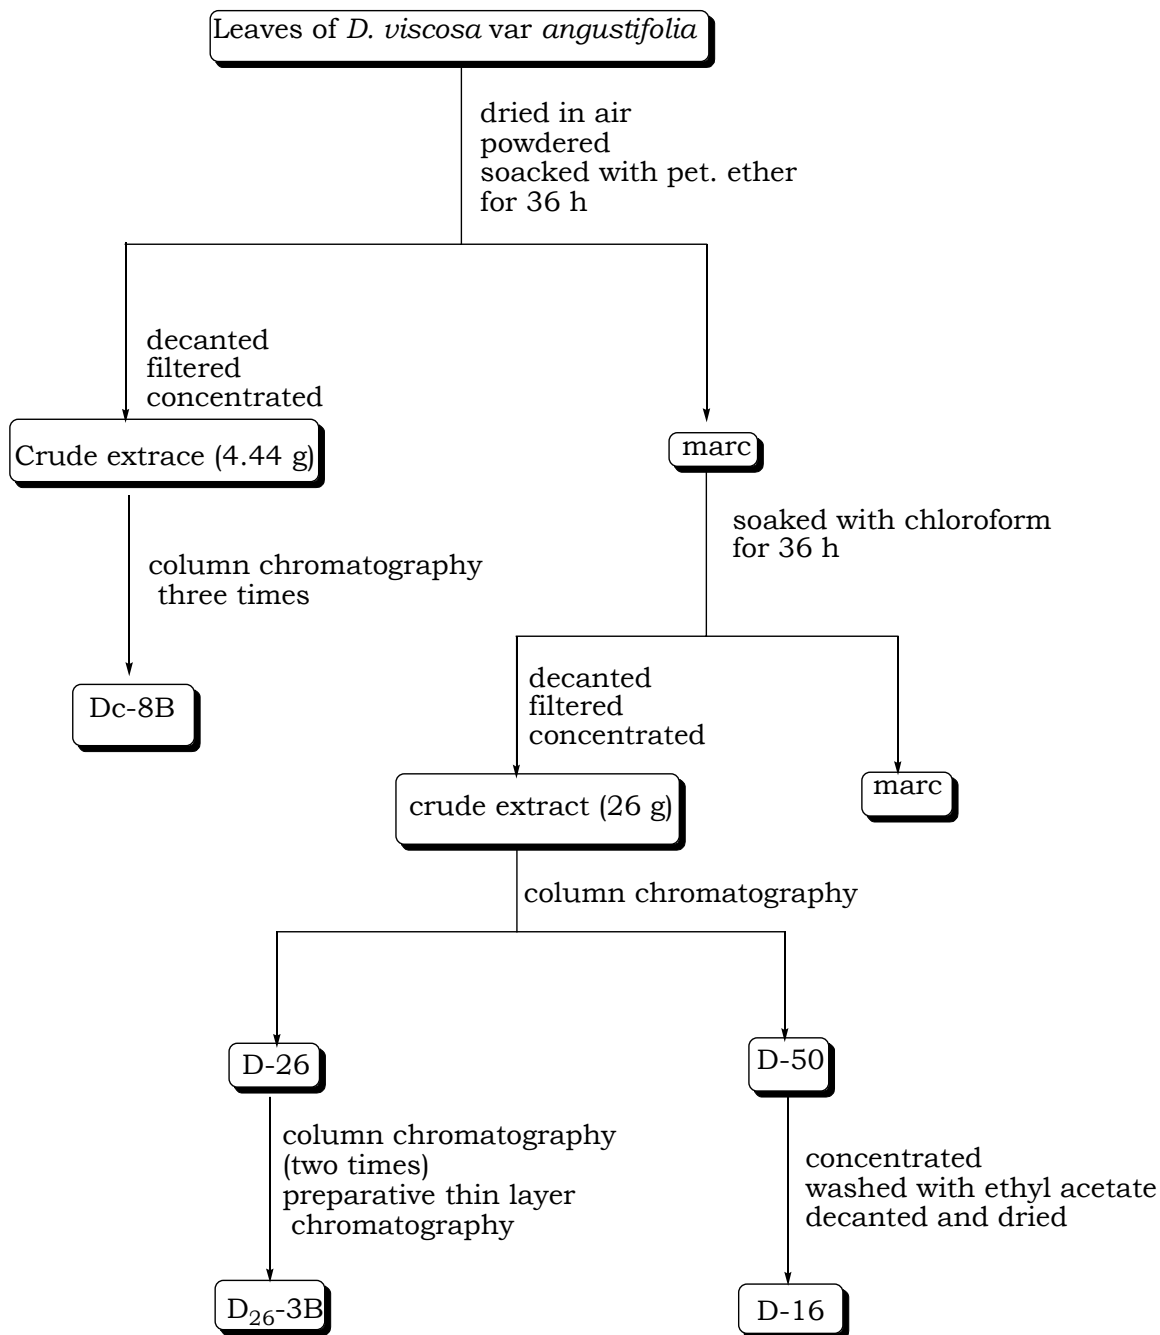 Leaves of D. viscosa var angustifolia
dried in air
powdered
soacked with pet. ether
for 36 h
decanted
filtered
concentrated
Crude extrace (4.44 g)
marc
column chromatography
three times
soaked with chloroform
for 36 h
Dc-8B
decanted
filtered
concentrated
marc
crude extract (26 g)
column chromatography
D-26
D-50
column chromatography
(two times)
preparative thin layer
chromatography
concentrated
washed with ethyl acetate
decanted and dried
D26-3B
D-16